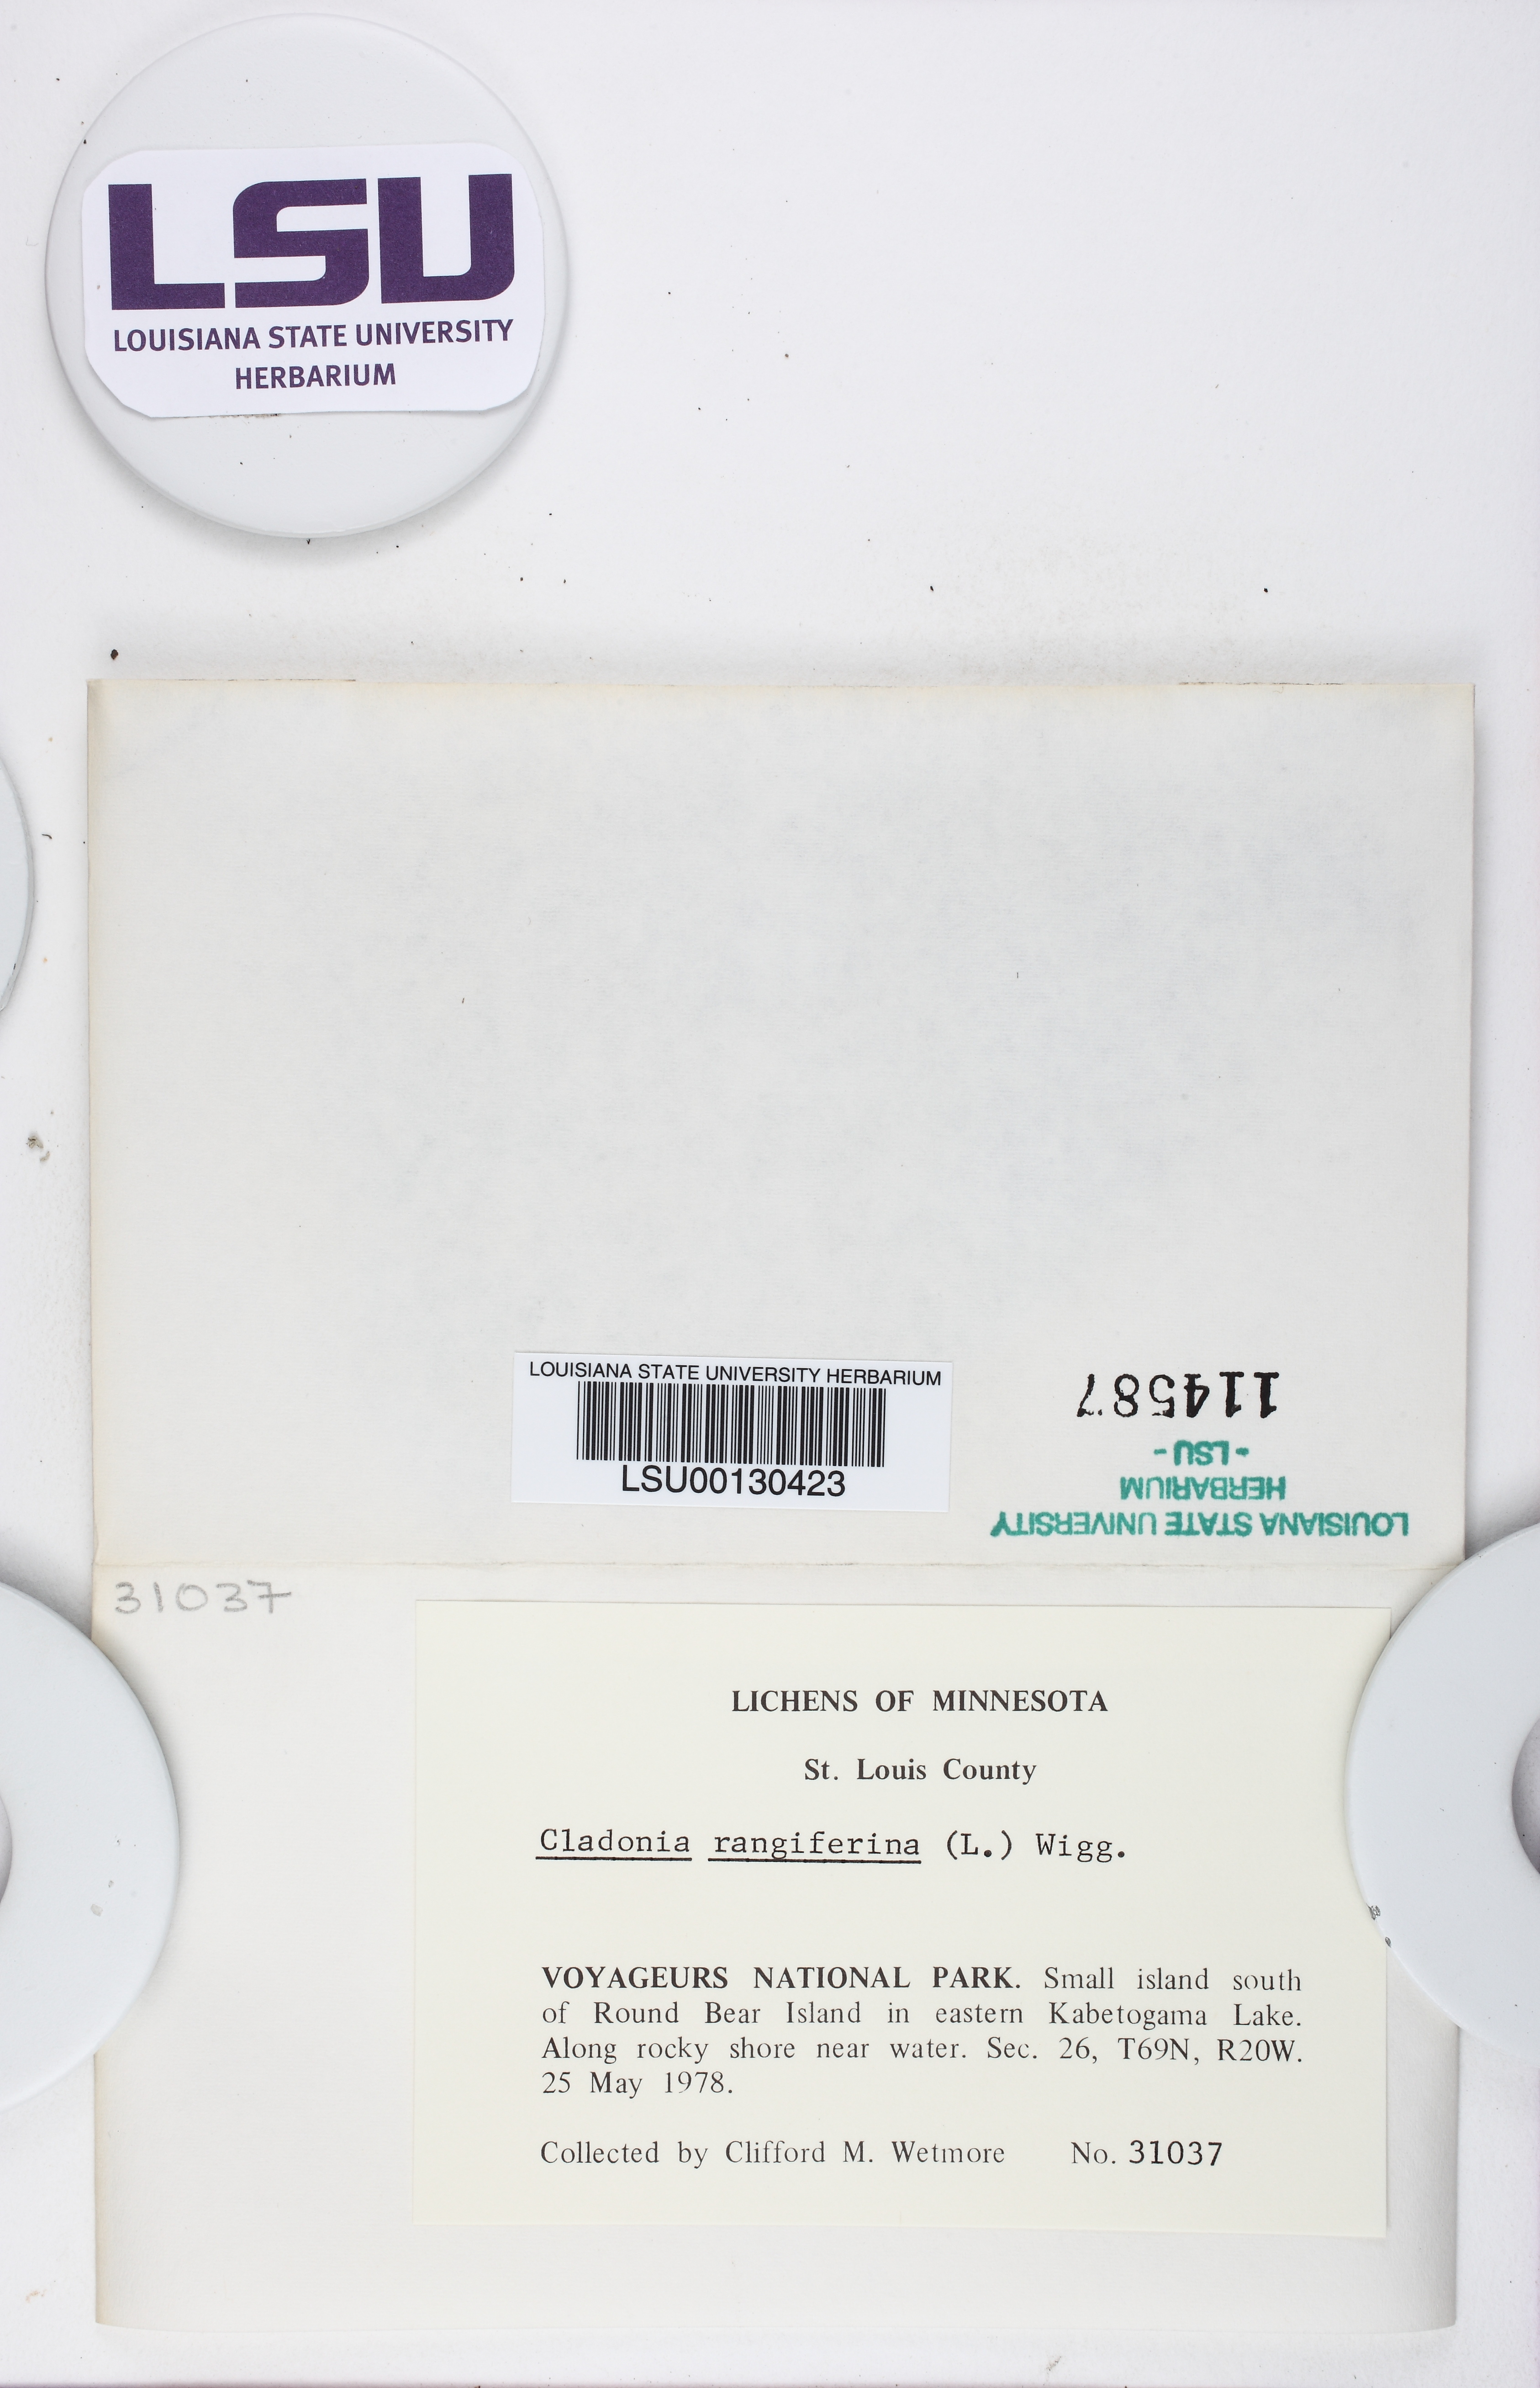 LSU
LOUISIANA STATE UNIVERSITY
HERBARIUM
LOUISIANA STATE UNIVERSITY HERBARIUM
LSU00130423
114587
- LSU -
HERBARIUM
LOUISIANA STATE UNIVERSITY
31037
LICHENS OF MINNESOTA
St. Louis County
Cladonia rangiferina (L.) Wigg.
VOYAGEURS NATIONAL PARK. Small island south
of Round Bear Island in eastern Kabetogama Lake.
Along rocky shore near water. Sec. 26, T69N, R20W.
25 May 1978.
Collected by Clifford M. Wetmore No. 31037